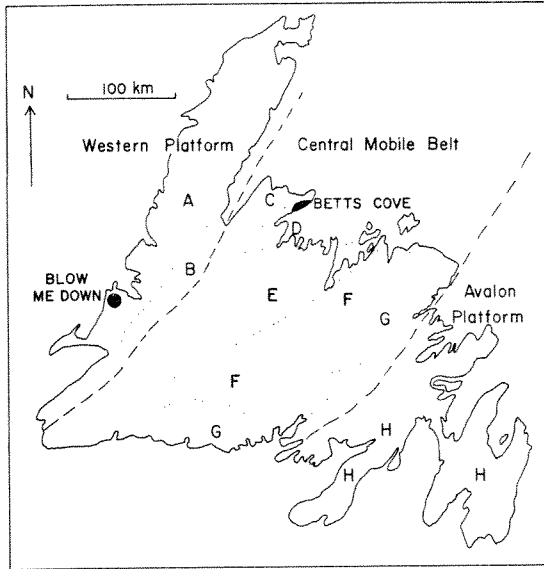 N
100 km
Western Platform
Central Mobile Belt
A
C
BETTS COVE
D
B
BLOW
ME DOWN
E
F
Avalon
Platform
G
F
G
H
H
H